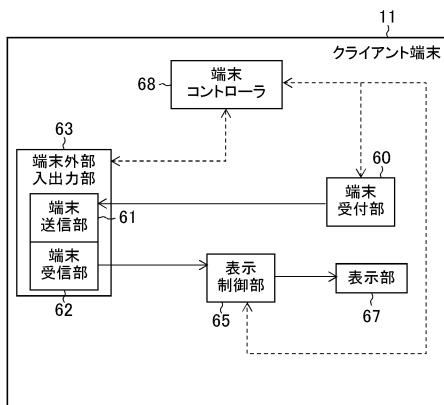 11
クライアント端末
端末
コントローラ
68
63
端末外部
入出力部
端末
送信部
61
端末
受信部
62
60
端末
受付部
表示
制御部
65
表示部
67